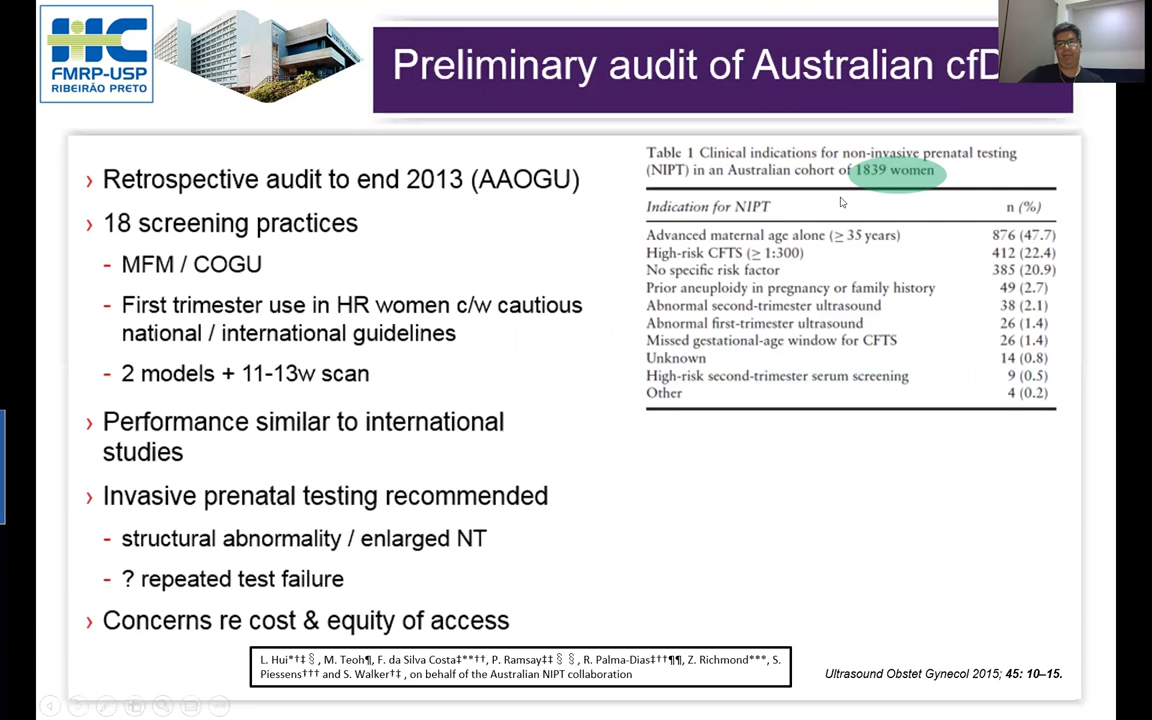 HC
FMRP-USP
RIBEIRÃO PRETO
Preliminary audit of Australian
› Retrospective audit to end 2013 (AAOGU)
› 18 screening practices
- MFM / COGU
- First trimester use in HR women c/w cautious
national / international guidelines
- 2 models + 11-13w scan
› Performance similar to international
studies
› Invasive prenatal testing recommended
- structural abnormality / enlarged NT
- ? repeated test failure
› Concerns re cost & equity of access
Table 1 Clinical indications for non-invasive prenatal testing
(NIPT) in an Australian cohort of 1839 women
Indication for NIPT n (%)
Advanced maternal age alone (≥ 35 years) 876 (47.7)
High-risk CFTS (≥ 1:300) 412 (22.4)
No specific risk factor 385 (20.9)
Prior aneuploidy in pregnancy or family history 49 (2.7)
Abnormal second-trimester ultrasound 38 (2.1)
Abnormal first-trimester ultrasound 26 (1.4)
Missed gestational-age window for CFTS 26 (1.4)
Unknown 14 (0.8)
High-risk second-trimester serum screening 9 (0.5)
Other 4 (0.2)
L. Hui*†‡§, M. Teoh¶, F. da Silva Costa‡**††, P. Ramsay‡‡§§, R. Palma-Dias‡††¶¶, Z. Richmond***, S.
Piessens††† and S. Walker†‡, on behalf of the Australian NIPT collaboration
Ultrasound Obstet Gynecol 2015; 45: 10–15.